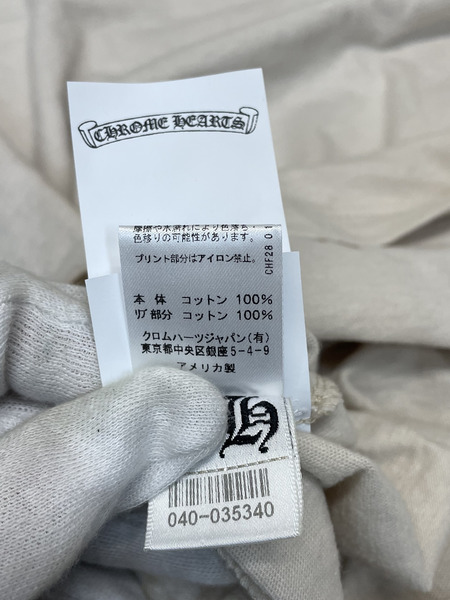 CHROME HEARTS
摩擦や水濡れにより色落ち、
色移りの可能性があります。
プリント部分はアイロン禁止。
CHF28 01
本体 コットン 100%
リブ部分 コットン 100%
クロムハーツジャパン(有)
東京都中央区銀座5-4-9
アメリカ製
H
040-035340